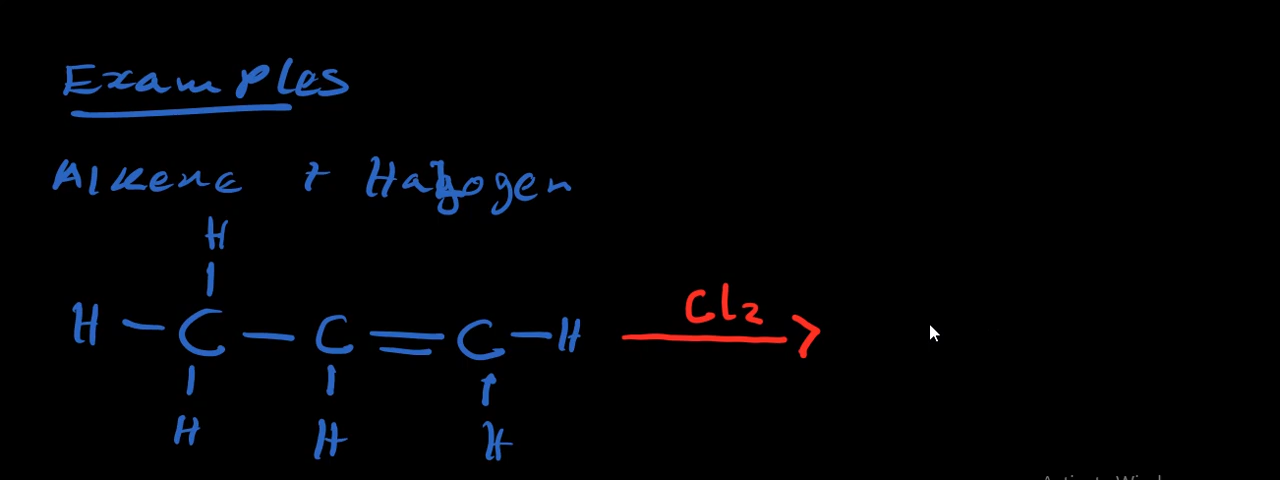 Examples
Alkene + Halogen
H
H - C - C = C - H
Cl2
H H H